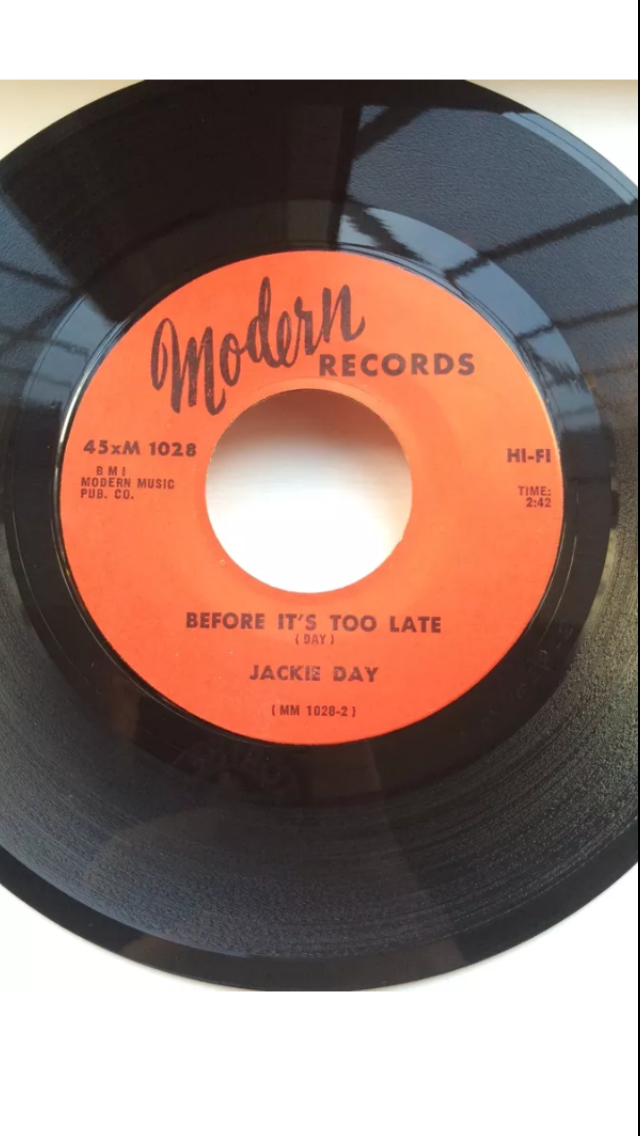 Modern
RECORDS
45xM 1028
BMI
MODERN MUSIC
PUB. CO.
HI-FI
TIME:
2:42
BEFORE IT'S TOO LATE
(DAY)
JACKIE DAY
(MM 1028-2)